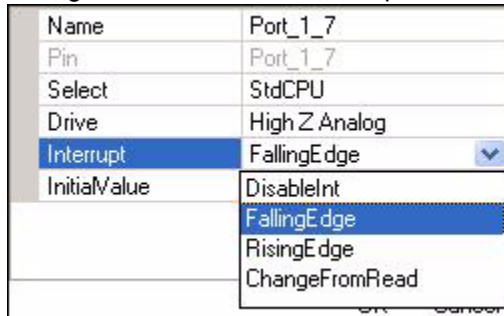 Name Port_1_7
Pin Port_1_7
Select StdCPU
Drive High Z Analog
Interrupt FallingEdge
InitialValue DisableInt
FallingEdge
RisingEdge
ChangeFromRead